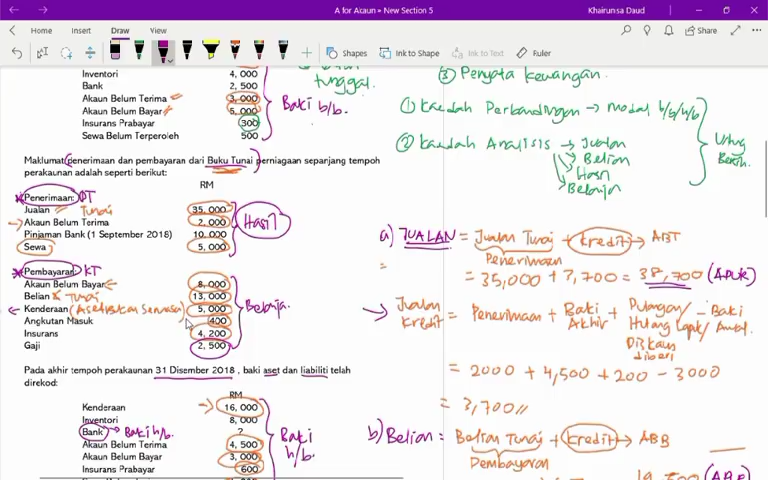 A for Akaun » New Section 5
Khairunsa Daud
Home Insert Draw View
Share
Shapes Ink to Shape Ink to Text Ruler
Inventori 4, 000
Bank 2, 500
Akaun Belum Terima 3, 000
Akaun Belum Bayar 6, 000
Insurans Prabayar 300
Sewa Belum Terperoleh 500
Baki b/b.
tunggal.
Maklumat penerimaan dan pembayaran dari Buku Tunai perniagaan sepanjang tempoh
perakaunan adalah seperti berikut:
RM
Penerimaan: DT
Jualan Tunai 35, 000
Akaun Belum Terima 2, 000
Pinjaman Bank (1 September 2018) 10, 000
Sewa 5, 000
Hasil
Pembayaran: KT
Akaun Belum Bayar 8, 000
Belian Tunai 13, 000
Kenderaan (Aset Bukan Semasa) 5, 000
Angkutan Masuk 400
Insurans 4, 200
Gaji 2, 500
Belanja.
Pada akhir tempoh perakaunan 31 Disember 2018 , baki aset dan liabiliti telah
direkod:
RM
Kenderaan 16, 000
Inventori 8, 000
Bank Baki h/b. ?
Akaun Belum Terima 4, 500
Akaun Belum Bayar 3, 000
Insurans Prabayar 600
Baki
h/b.
③ Penyata kewangan.
① Kaedah Perbandingan → modal b/b, h/b
② Kaedah Analisis → Jualan
Belian
Hasil
Belanja
Untung
Bersih.
a) JUALAN = Jualan Tunai + Kredit → ABT
Penerimaan
= 35,000 + 3,700 = 38,700 (APUR)
→ Jualan Kredit = Penerimaan + Baki Akhir + Pulangan/ Hutang Lapuk/ Diskaun diberi - Baki Awal
= 2000 + 4,500 + 200 - 3000
= 3,700 //
b) Belian = Belian Tunai + Kredit → ABB
Pembayaran